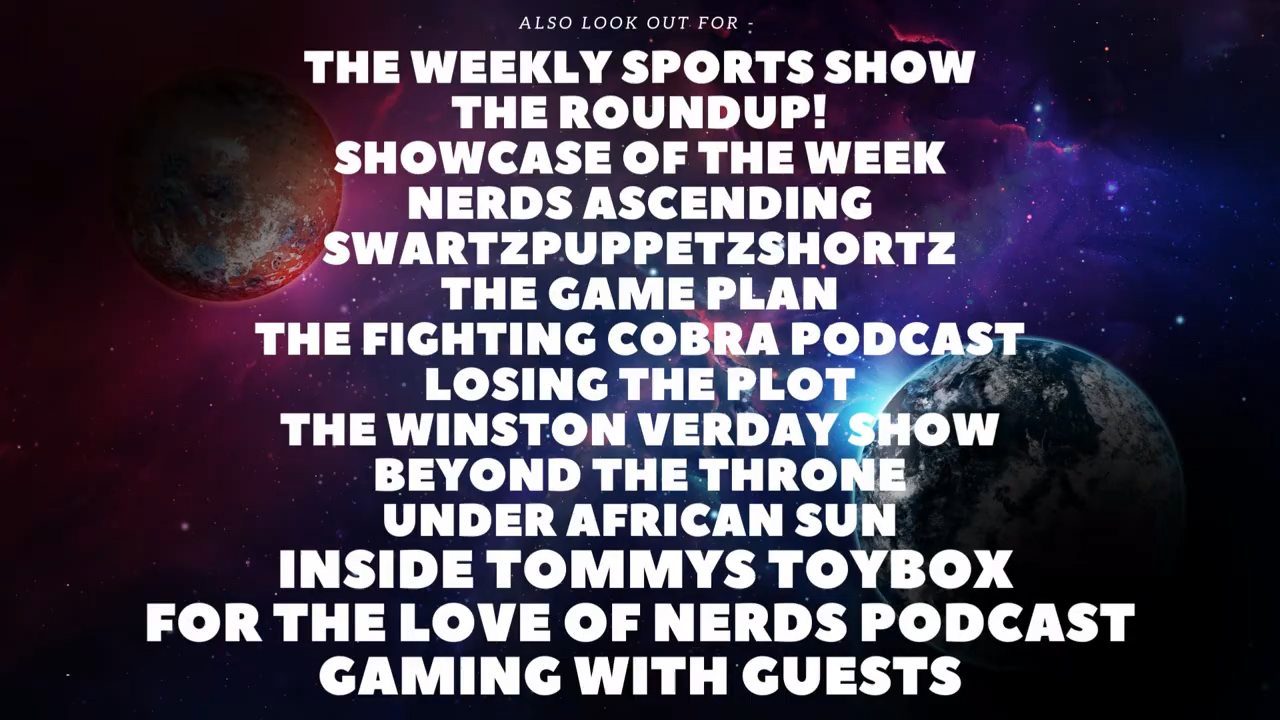 ALSO LOOK OUT FOR -
THE WEEKLY SPORTS SHOW
THE ROUNDUP!
SHOWCASE OF THE WEEK
NERDS ASCENDING
SWARTZPUPPETZSHORTZ
THE GAME PLAN
THE FIGHTING COBRA PODCAST
LOSING THE PLOT
THE WINSTON VERDAY SHOW
BEYOND THE THRONE
UNDER AFRICAN SUN
INSIDE TOMMYS TOYBOX
FOR THE LOVE OF NERDS PODCAST
GAMING WITH GUESTS